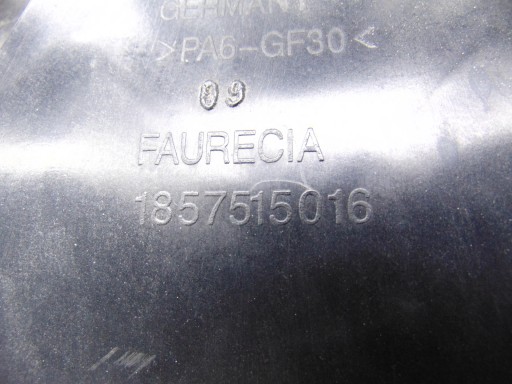 GERMANY
>PA6-GF30<
09
FAURECIA
1857515016